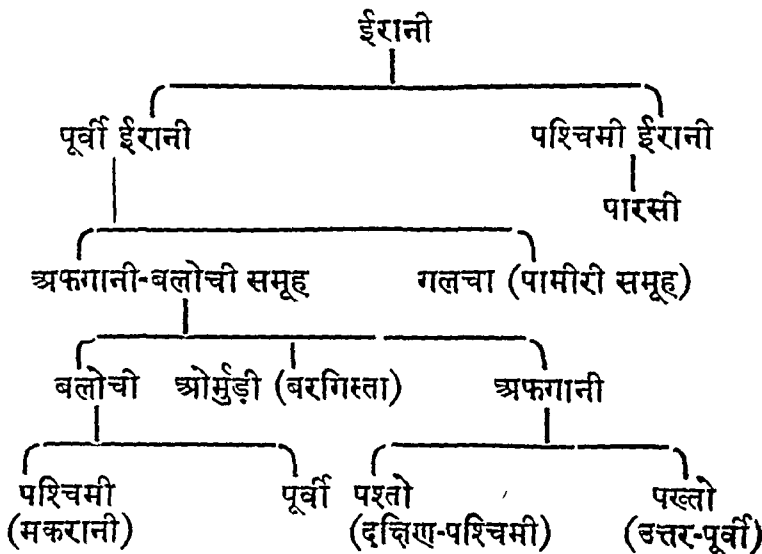 ईरानी
पूर्वी ईरानी पश्चिमी ईरानी
पारसी
अफगानी-बलोची समूह गलचा (पामीरी समूह)
बलोची ओर्मुड़ी (बरगिस्ता) अफगानी
पश्चिमी पूर्वी पश्तो पख्तो
(मकरानी) (दक्षिण-पश्चिमी) (उत्तर-पूर्वी)